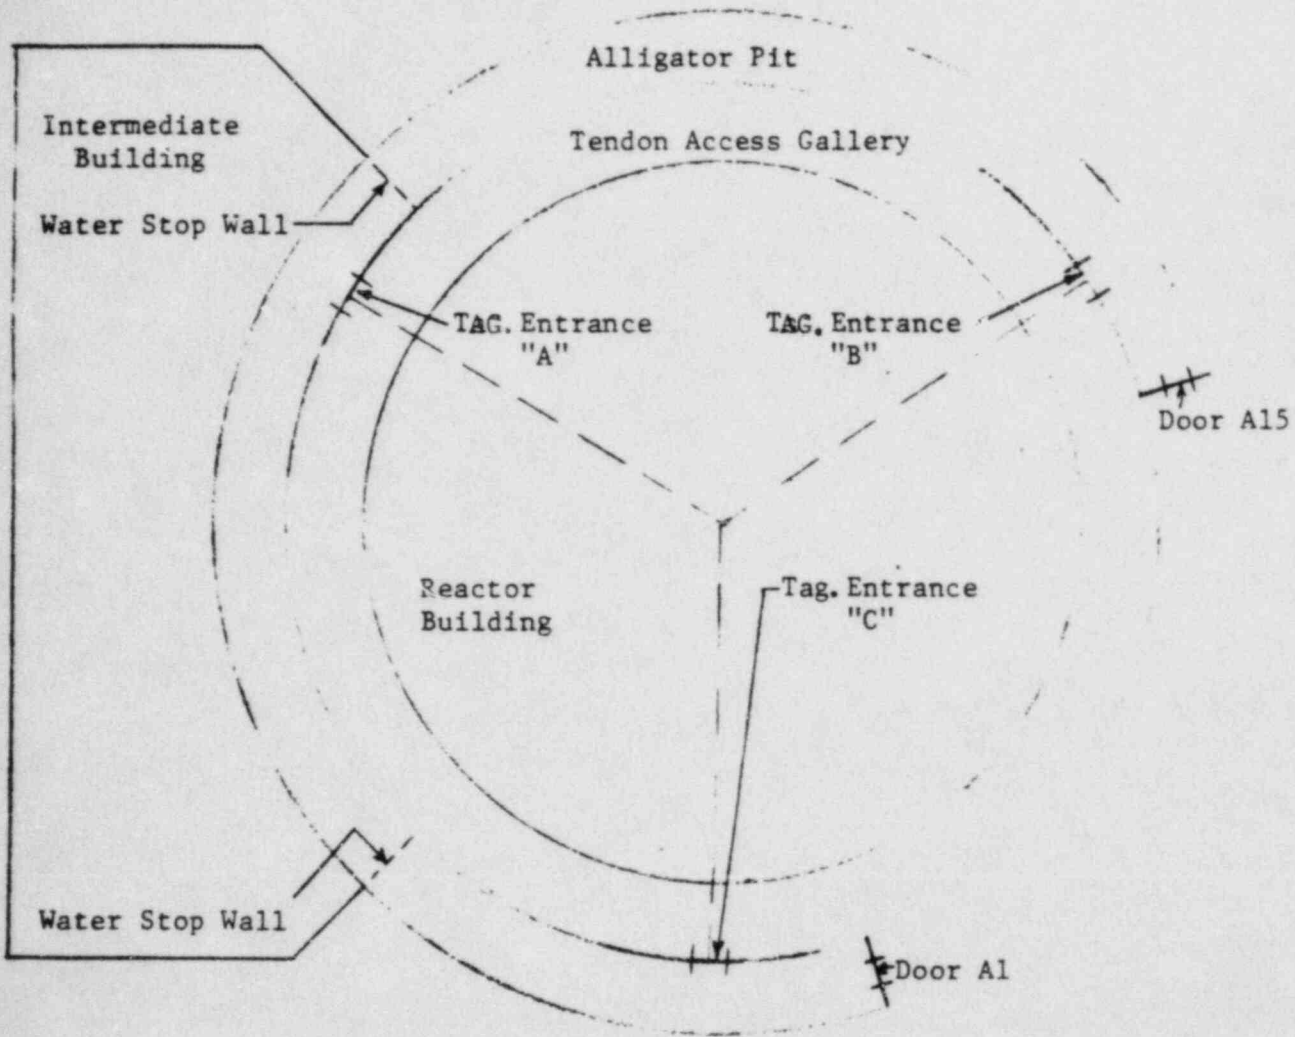 Alligator Pit
Intermediate
Building
Tendon Access Gallery
Water Stop Wall
TAG. Entrance
"A"
TAG. Entrance
"B"
Door A15
Reactor
Building
Tag. Entrance
"C"
Water Stop Wall
Door A1